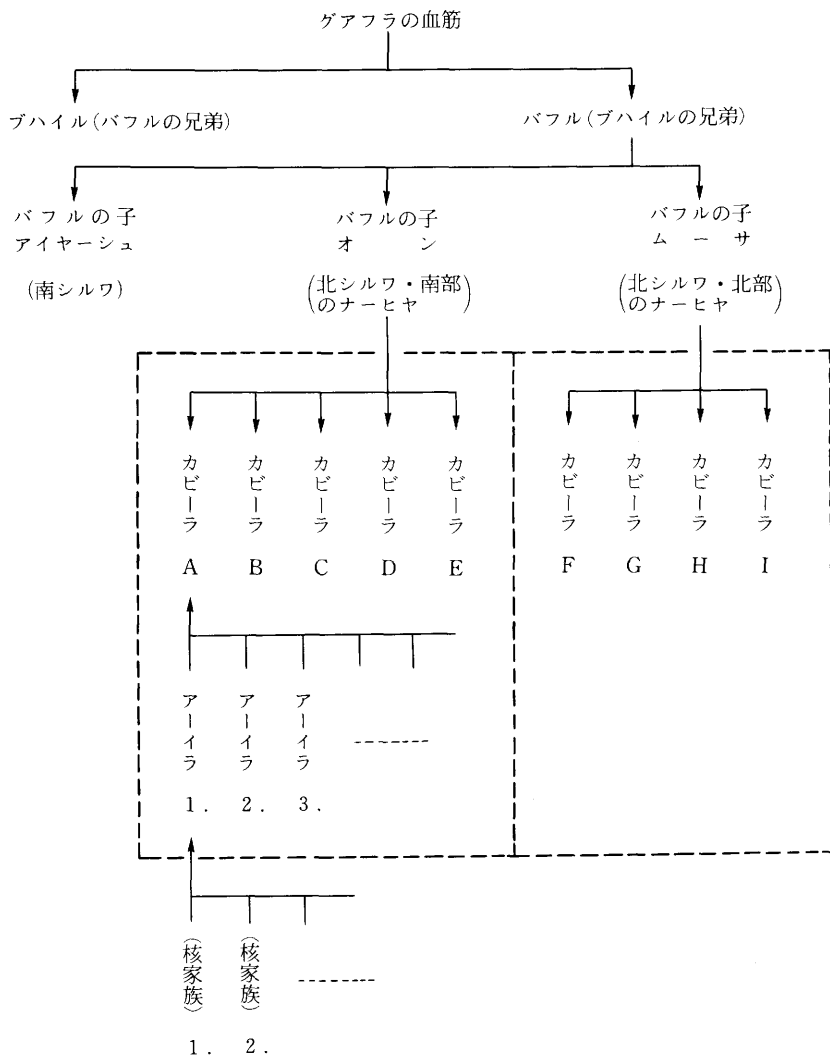 グアフラの血筋
ブハイル(バフルの兄弟)
バフル(ブハイルの兄弟)
バフルの子
アイヤーシュ
(南シルワ)
バフルの子
オン
(北シルワ・南部
のナーヒヤ)
バフルの子
ムーサ
(北シルワ・北部
のナーヒヤ)
カビーラ
A
カビーラ
B
カビーラ
C
カビーラ
D
カビーラ
E
カビーラ
F
カビーラ
G
カビーラ
H
カビーラ
I
アーイラ
1.
アーイラ
2.
アーイラ
3.
(核家族)
1.
(核家族)
2.